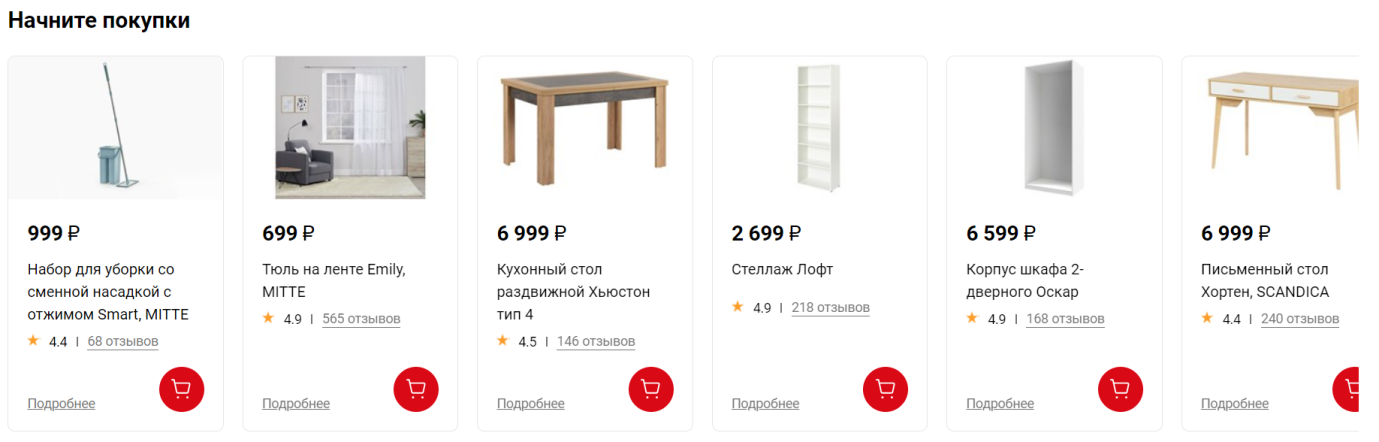 Начните покупки
999 ₽
Набор для уборки со
сменной насадкой с
отжимом Smart, MITTE
4.4 | 68 отзывов
Подробнее
699 ₽
Тюль на ленте Emily,
MITTE
4.9 | 565 отзывов
Подробнее
6 999 ₽
Кухонный стол
раздвижной Хьюстон
тип 4
4.5 | 146 отзывов
Подробнее
2 699 ₽
Стеллаж Лофт
4.9 | 218 отзывов
Подробнее
6 599 ₽
Корпус шкафа 2-
дверного Оскар
4.9 | 168 отзывов
Подробнее
6 999 ₽
Письменный стол
Хортен, SCANDICA
4.4 | 240 отзывов
Подробнее